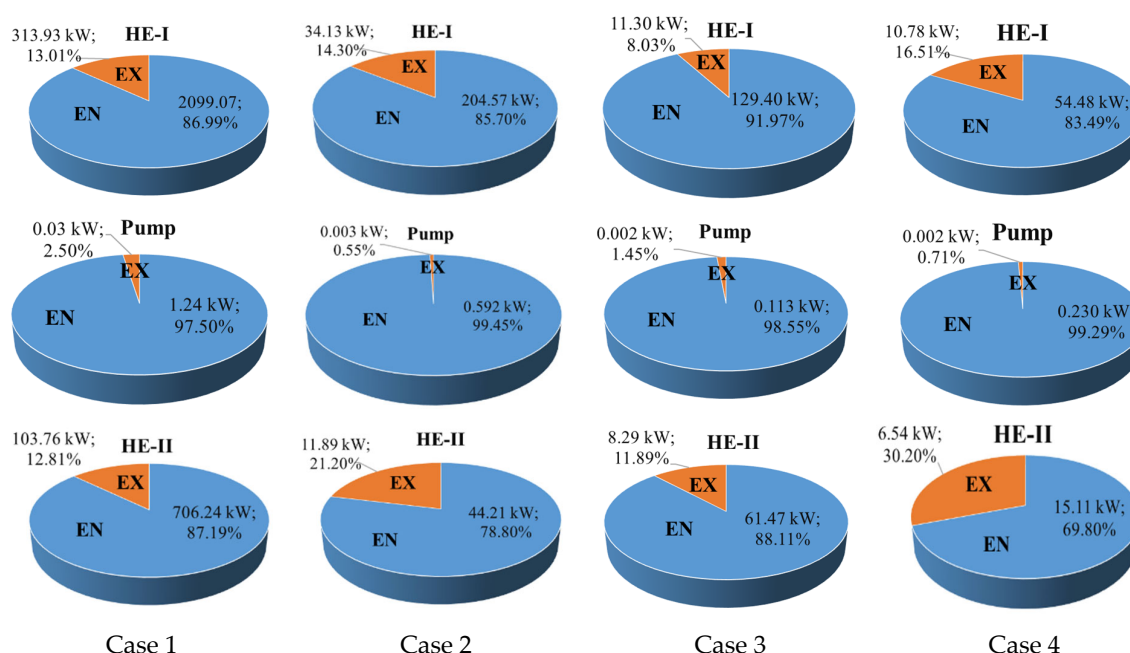 313.93 kW;
13.01%
HE-I
EX
EN
2099.07;
86.99%
34.13 kW;
14.30%
HE-I
EX
EN
204.57 kW;
85.70%
11.30 kW;
8.03%
HE-I
EX
EN
129.40 kW;
91.97%
10.78 kW;
16.51%
HE-I
EX
EN
54.48 kW;
83.49%
0.03 kW;
2.50%
Pump
EX
EN
1.24 kW;
97.50%
0.003 kW;
0.55%
Pump
EX
EN
0.592 kW;
99.45%
0.002 kW;
1.45%
Pump
EX
EN
0.113 kW;
98.55%
0.002 kW;
0.71%
Pump
EX
EN
0.230 kW
99.29%
103.76 kW;
12.81%
HE-II
EX
EN
706.24 kW;
87.19%
11.89 kW;
21.20%
HE-II
EX
EN
44.21 kW;
78.80%
8.29 kW;
11.89%
HE-II
EX
EN
61.47 kW;
88.11%
6.54 kW;
30.20%
HE-II
EX
EN
15.11 kW;
69.80%
Case 1
Case 2
Case 3
Case 4